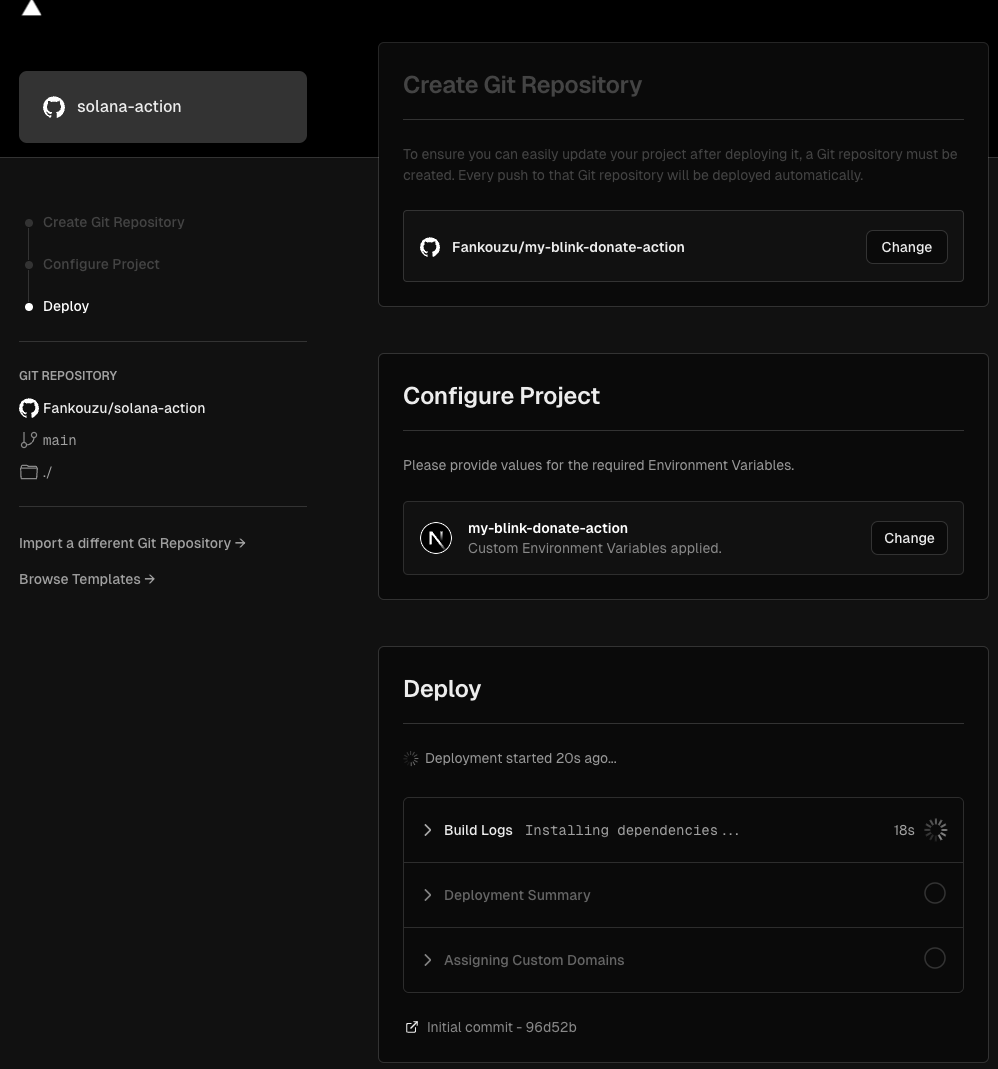 solana-action
Create Git Repository
Configure Project
Deploy
GIT REPOSITORY
Fankouzu/solana-action
main
./
Import a different Git Repository →
Browse Templates →
Create Git Repository
To ensure you can easily update your project after deploying it, a Git repository must be
created. Every push to that Git repository will be deployed automatically.
Fankouzu/my-blink-donate-action
Change
Configure Project
Please provide values for the required Environment Variables.
my-blink-donate-action
Custom Environment Variables applied.
Change
Deploy
Deployment started 20s ago...
Build Logs Installing dependencies... 18s
Deployment Summary
Assigning Custom Domains
Initial commit - 96d52b